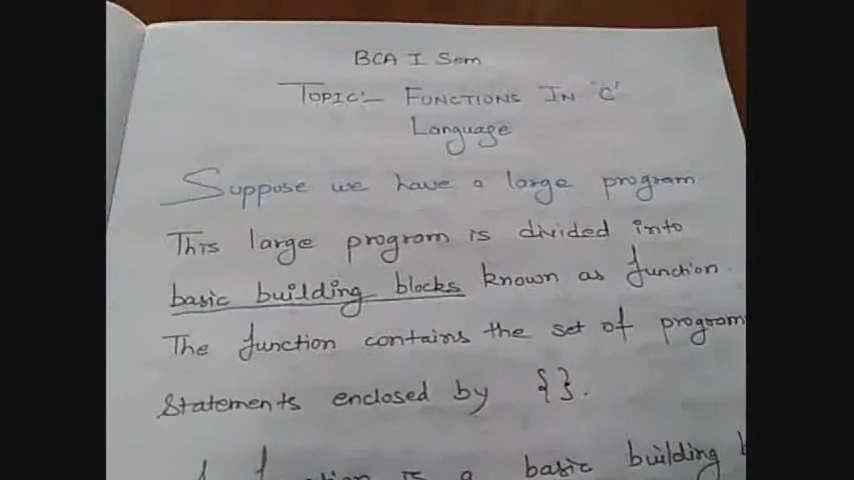 BCA I Sem
TOPIC:- FUNCTIONS IN 'C'
Language
Suppose we have a large program
This large program is divided into
basic building blocks known as function.
The function contains the set of program
Statements enclosed by { }.
is a basic building